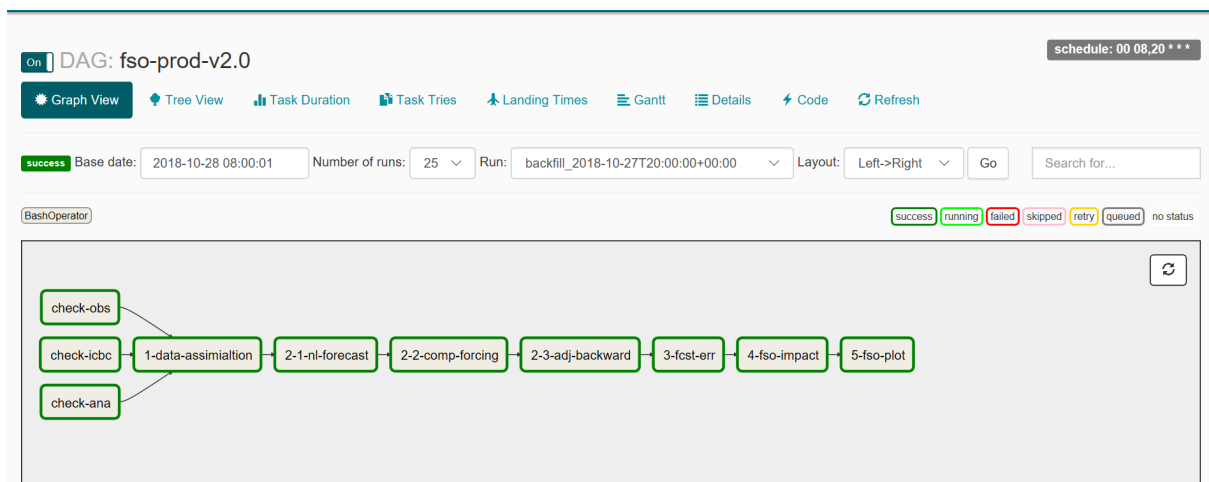 On DAG: fso-prod-v2.0
schedule: 00 08,20 * * *
Graph View Tree View Task Duration Task Tries Landing Times Gantt Details Code Refresh
success Base date: 2018-10-28 08:00:01 Number of runs: 25 Run: backfill_2018-10-27T20:00:00+00:00 Layout: Left->Right Go Search for...
BashOperator success running failed skipped retry queued no status
check-obs
check-icbc 1-data-assimialtion 2-1-nl-forecast 2-2-comp-forcing 2-3-adj-backward 3-fcst-err 4-fso-impact 5-fso-plot
check-ana